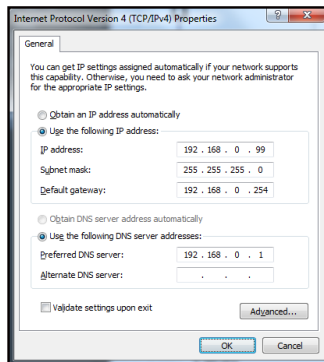 Internet Protocol Version 4 (TCP/IPv4) Properties
General
You can get IP settings assigned automatically if your network supports
this capability. Otherwise, you need to ask your network administrator
for the appropriate IP settings.
Obtain an IP address automatically
Use the following IP address:
IP address: 192 . 168 . 0 . 99
Subnet mask: 255 . 255 . 255 . 0
Default gateway: 192 . 168 . 0 . 254
Obtain DNS server address automatically
Use the following DNS server addresses:
Preferred DNS server: 192 . 168 . 0 . 1
Alternate DNS server: . . .
Validate settings upon exit
Advanced...
OK Cancel